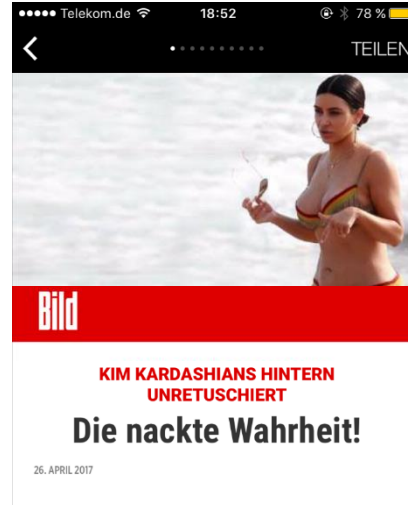 Telekom.de 18:52 78 %
TEILEN
Bild
KIM KARDASHIANS HINTERN
UNRETUSCHIERT
Die nackte Wahrheit!
26. APRIL 2017